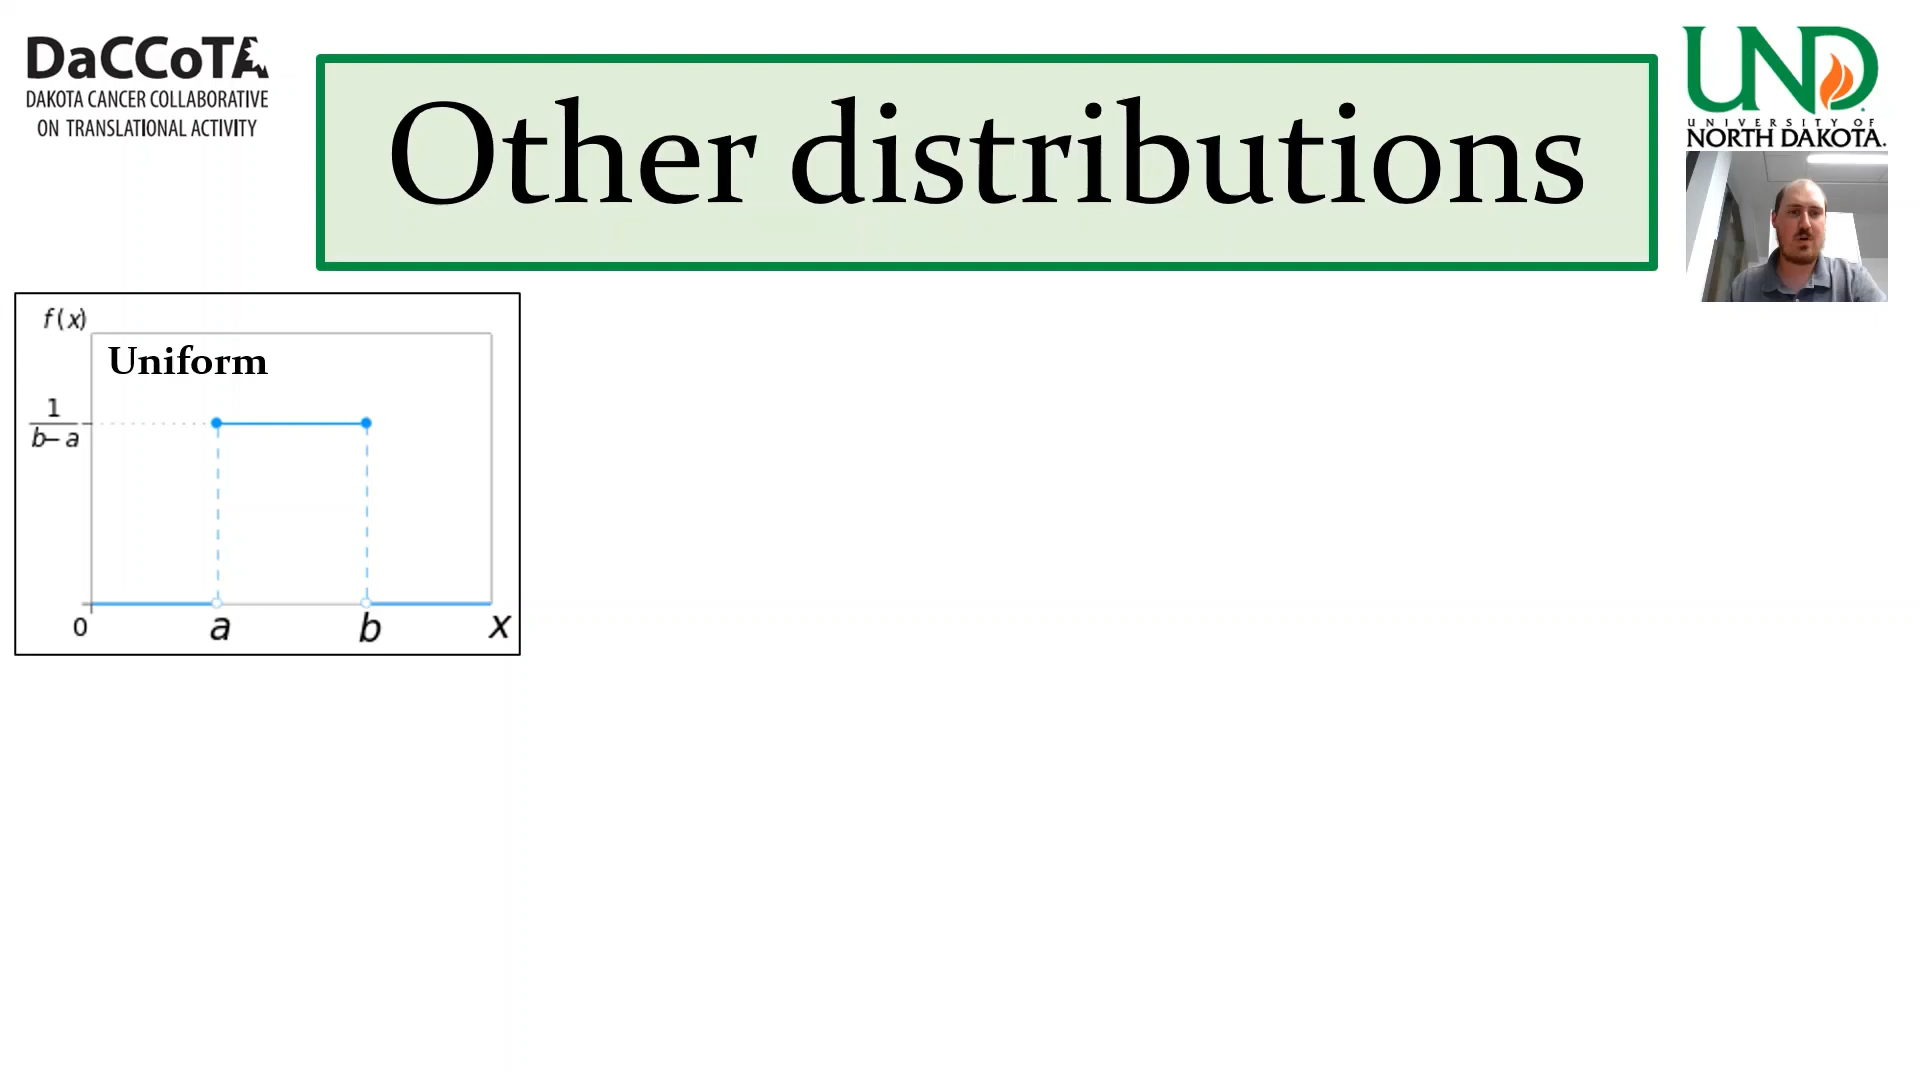 DaCCoTA
DAKOTA CANCER COLLABORATIVE
ON TRANSLATIONAL ACTIVITY
Other distributions
UND
UNIVERSITY OF
NORTH DAKOTA.
f(x)
Uniform
1
b–a
0
a
b
x